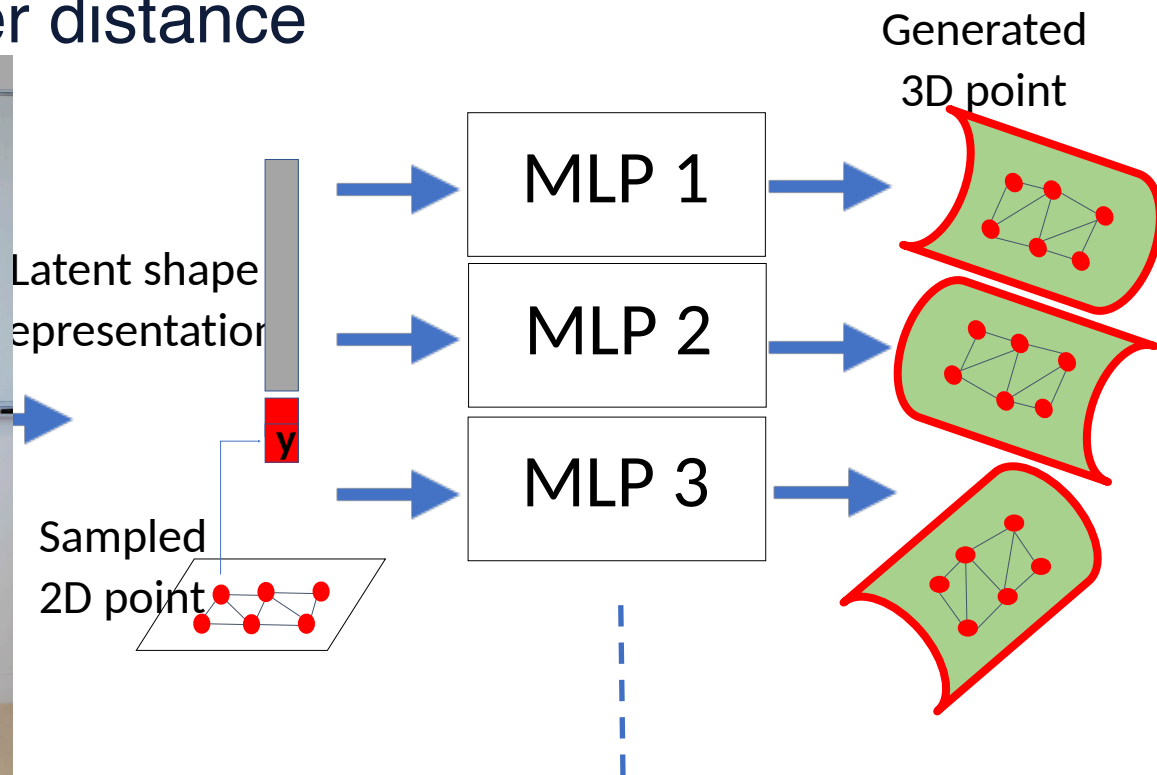 er distance
Generated
3D point
MLP 1
Latent shape
epresentation
MLP 2
y
MLP 3
Sampled
2D point